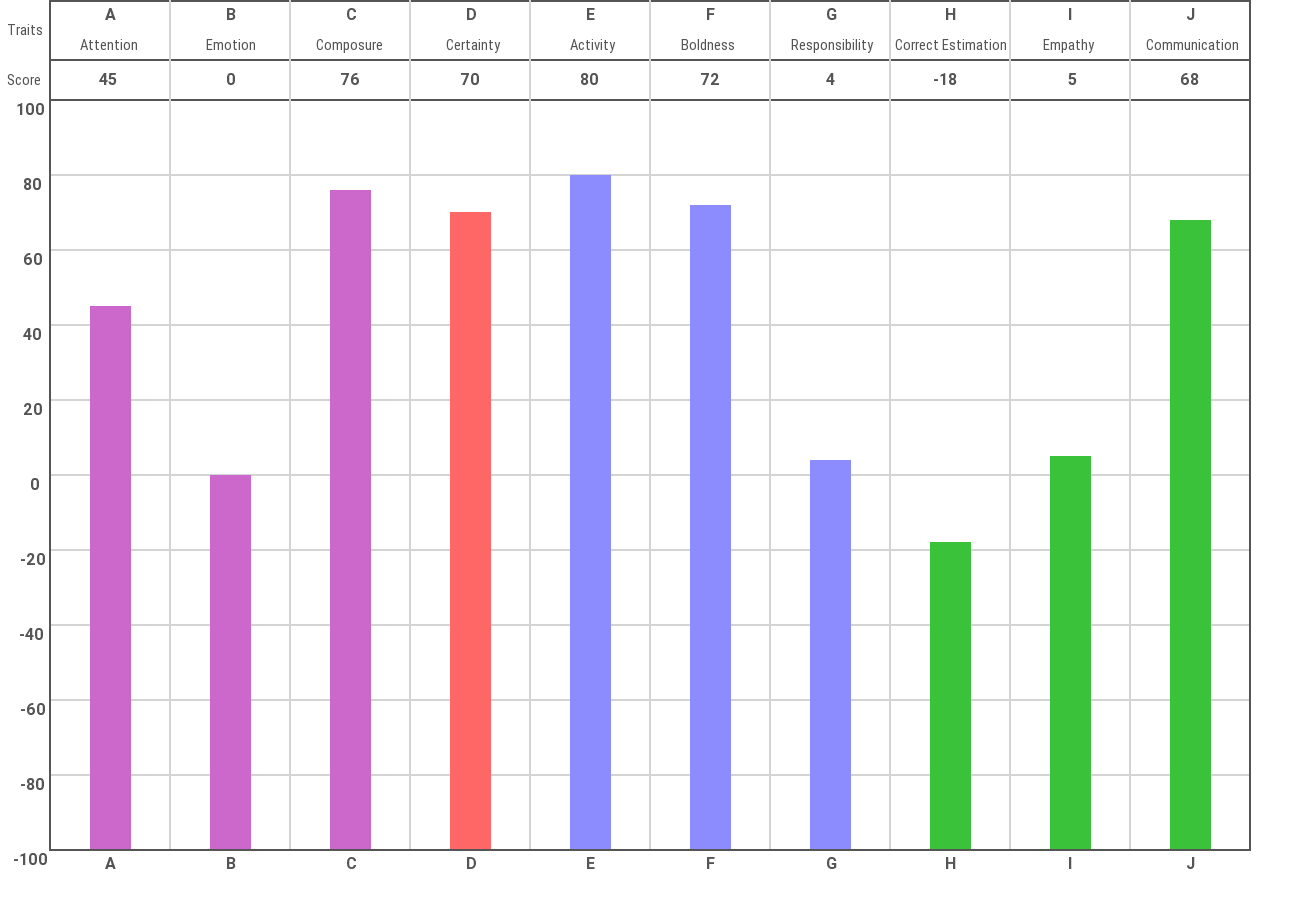 A B C D E F G H I J
Traits
Attention Emotion Composure Certainty Activity Boldness Responsibility Correct Estimation Empathy Communication
Score 45 0 76 70 80 72 4 -18 5 68
100
80
60
40
20
0
-20
-40
-60
-80
-100
A B C D E F G H I J